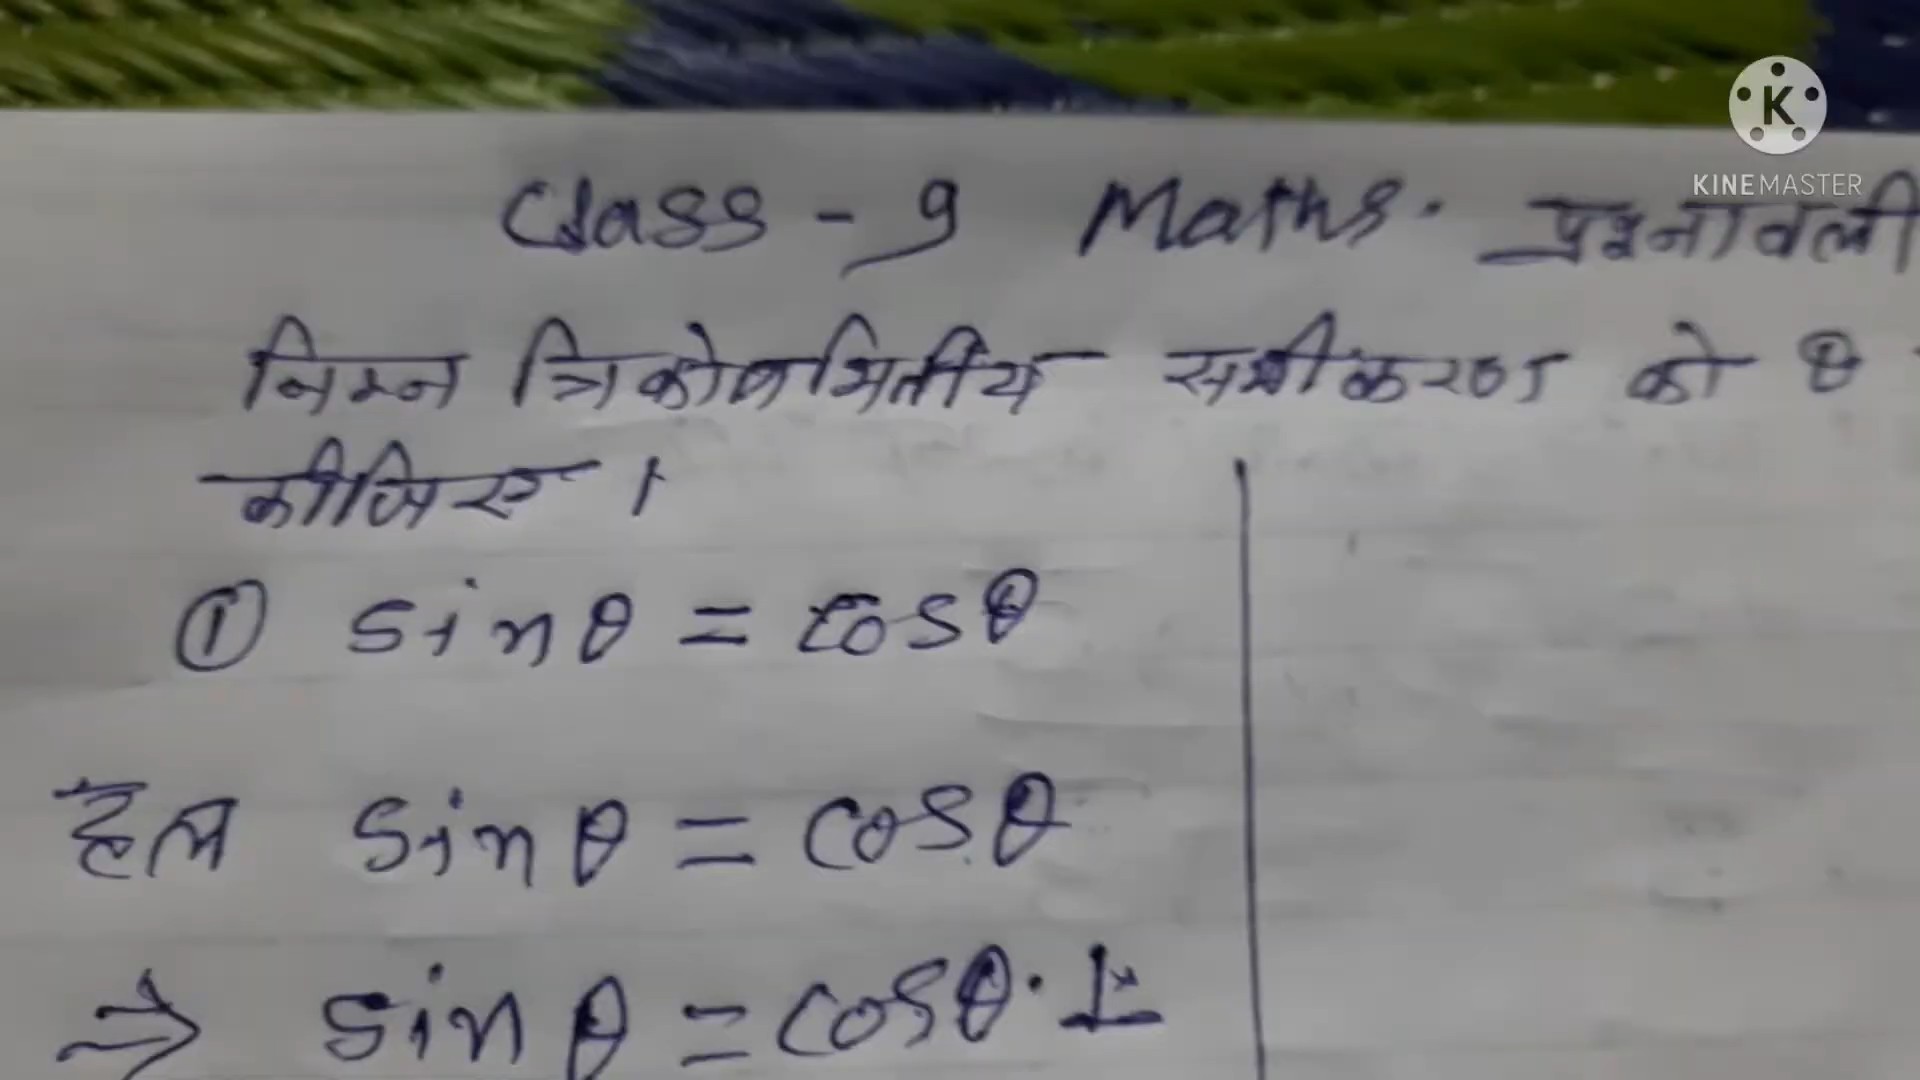 KINEMASTER
Class - 9 Maths. प्रश्नावली
निम्न त्रिकोणमितीय समीकरण को θ
कीजिए ।
① sinθ = cosθ
हल sinθ = cosθ
⇒ sinθ = cosθ · 1